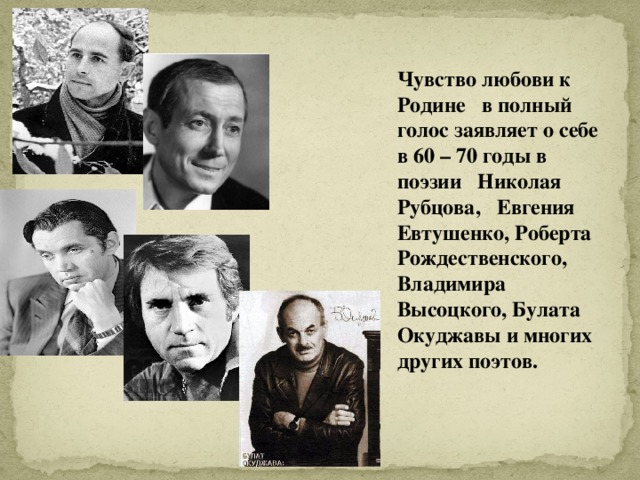 Чувство любови к
Родине в полный
голос заявляет о себе
в 60 – 70 годы в
поэзии Николая
Рубцова, Евгения
Евтушенко, Роберта
Рождественского,
Владимира
Высоцкого, Булата
Окуджавы и многих
других поэтов.
БУЛАТ
ОКУДЖАВА: